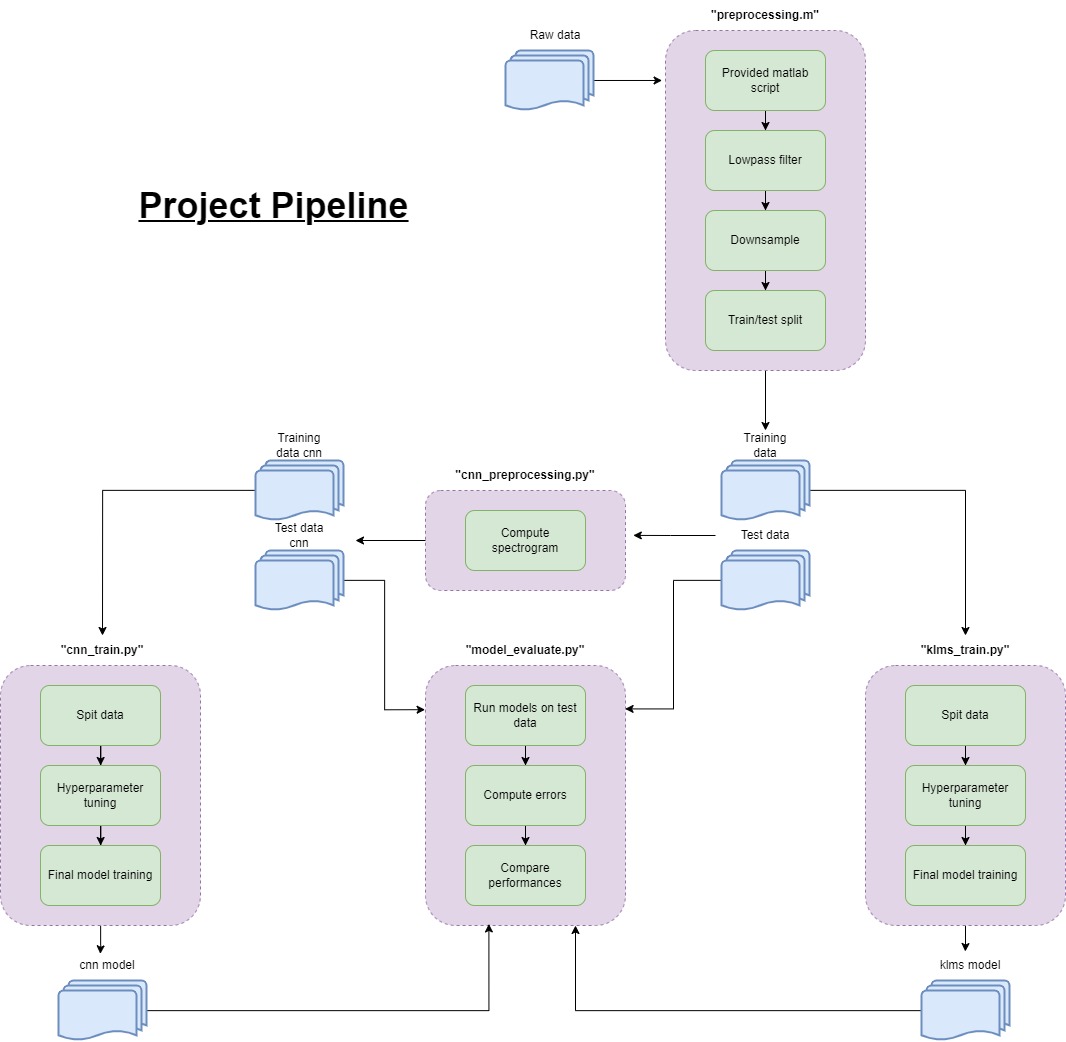 "preprocessing.m"
Raw data
Provided matlab
script
Lowpass filter
Project Pipeline
Downsample
Train/test split
Training
data cnn
Training
data
"cnn_preprocessing.py"
Compute
spectrogram
Test data
cnn
Test data
"cnn_train.py"
Spit data
Hyperparameter
tuning
Final model training
cnn model
"model_evaluate.py"
Run models on test
data
Compute errors
Compare
performances
"klms_train.py"
Spit data
Hyperparameter
tuning
Final model training
klms model